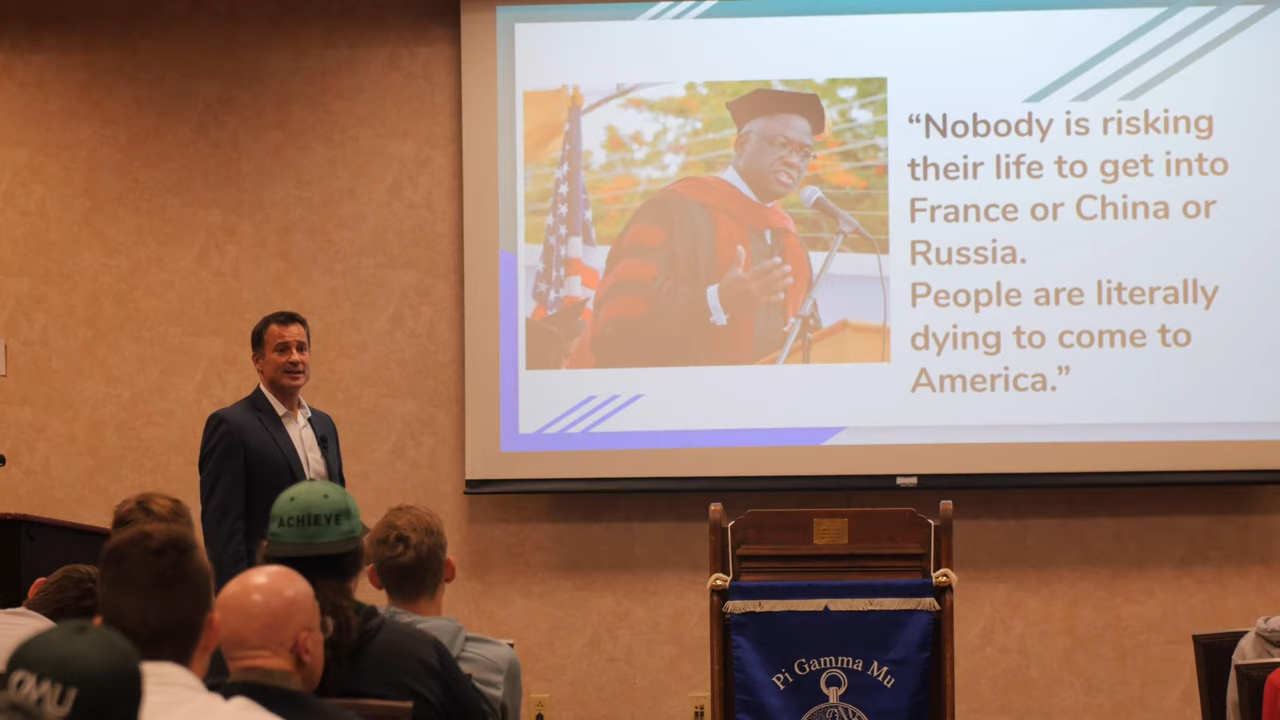 “Nobody is risking
their life to get into
France or China or
Russia.
People are literally
dying to come to
America.”
ACHIEVE
OMU
Pi Gamma Mu